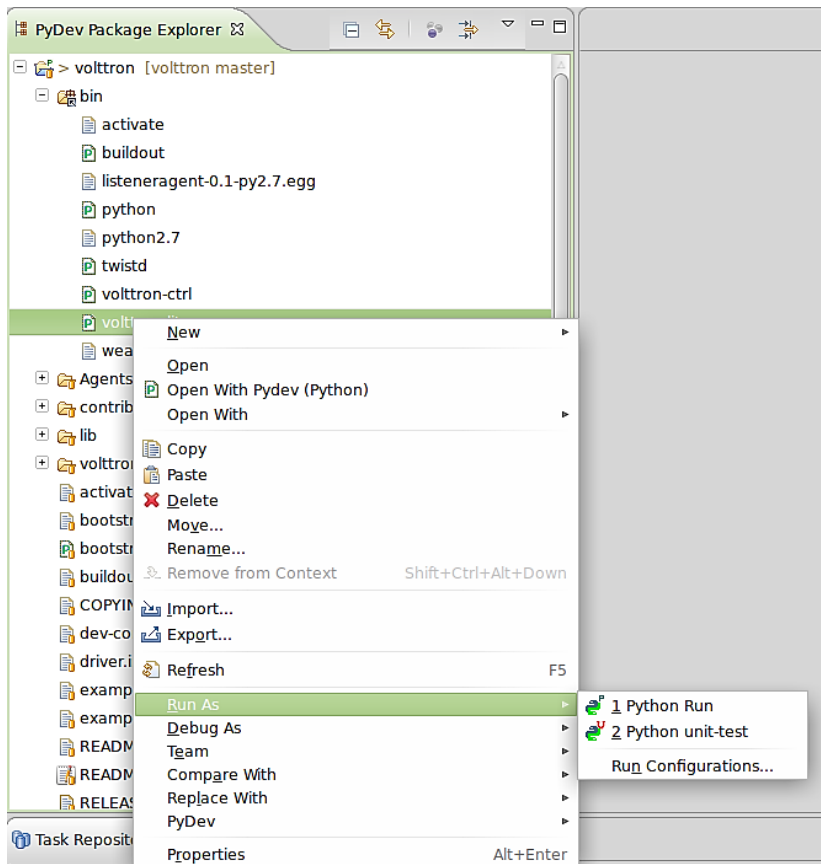 PyDev Package Explorer
> volttron [volttron master]
bin
activate
buildout
listeneragent-0.1-py2.7.egg
python
python2.7
twistd
volttron-ctrl
New
Open
Agents
Open With Pydev (Python)
Open With
lib
Copy
Paste
Delete
Move...
Rename...
Remove from Context Shift+Ctrl+Alt+Down
Import...
Export...
Refresh F5
Run As
1 Python Run
Debug As
2 Python unit-test
Team
Compare With
Run Configurations...
Replace With
PyDev
Properties Alt+Enter